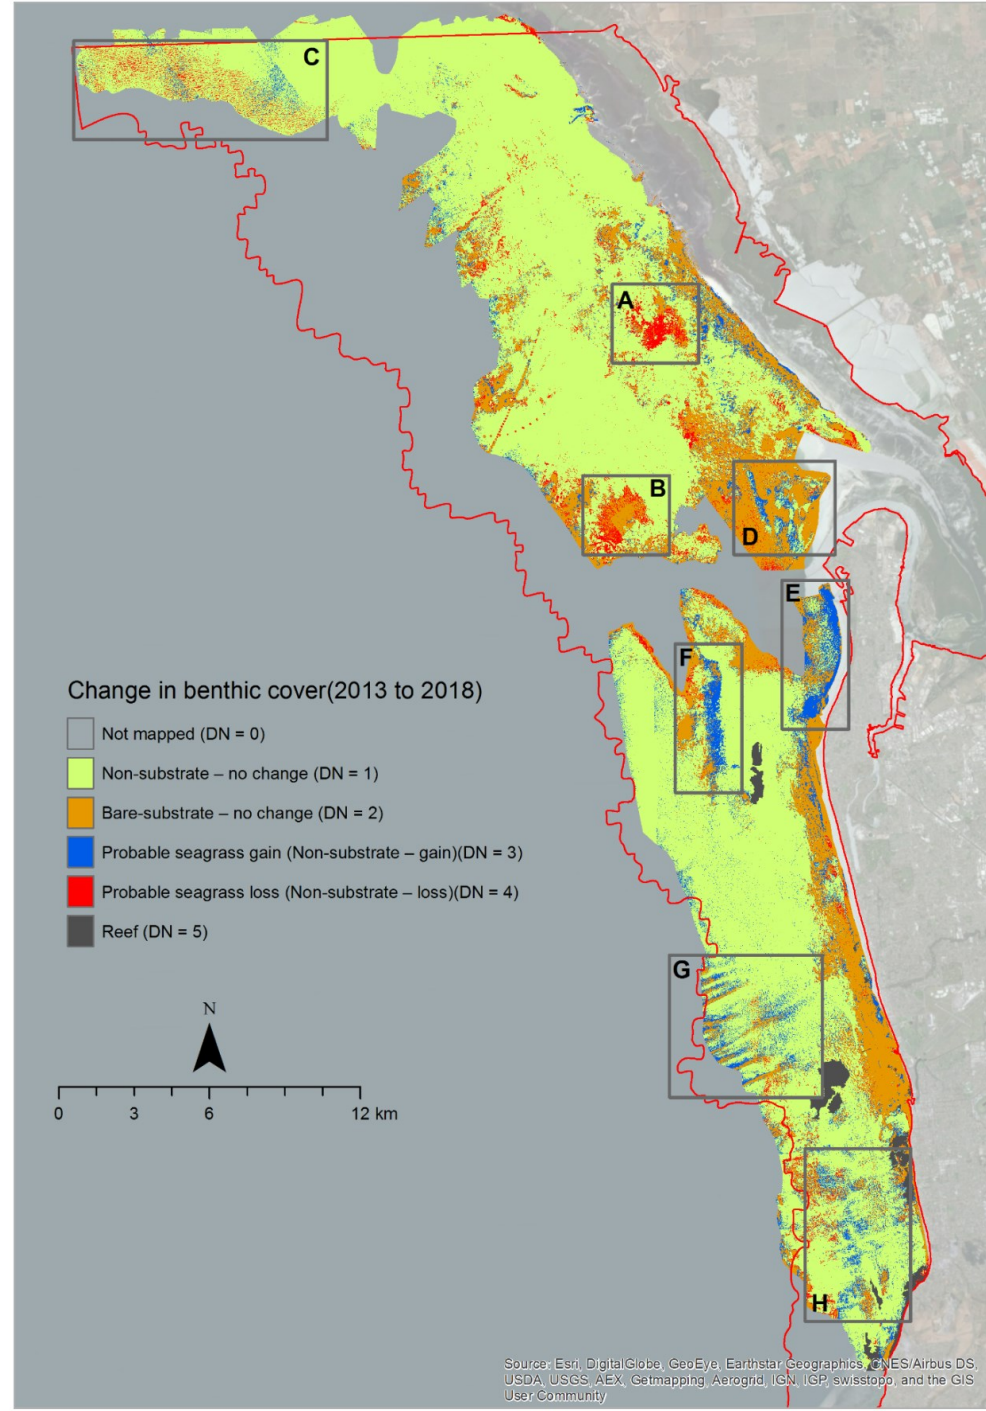 C
A
B
D
E
F
Change in benthic cover(2013 to 2018)
Not mapped (DN = 0)
Non-substrate – no change (DN = 1)
Bare-substrate – no change (DN = 2)
Probable seagrass gain (Non-substrate – gain)(DN = 3)
Probable seagrass loss (Non-substrate – loss)(DN = 4)
Reef (DN = 5)
G
N
0 3 6 12 km
H
Source: Esri, DigitalGlobe, GeoEye, Earthstar Geographics, CNES/Airbus DS,
USDA, USGS, AEX, Getmapping, Aerogrid, IGN, IGP, swisstopo, and the GIS
User Community